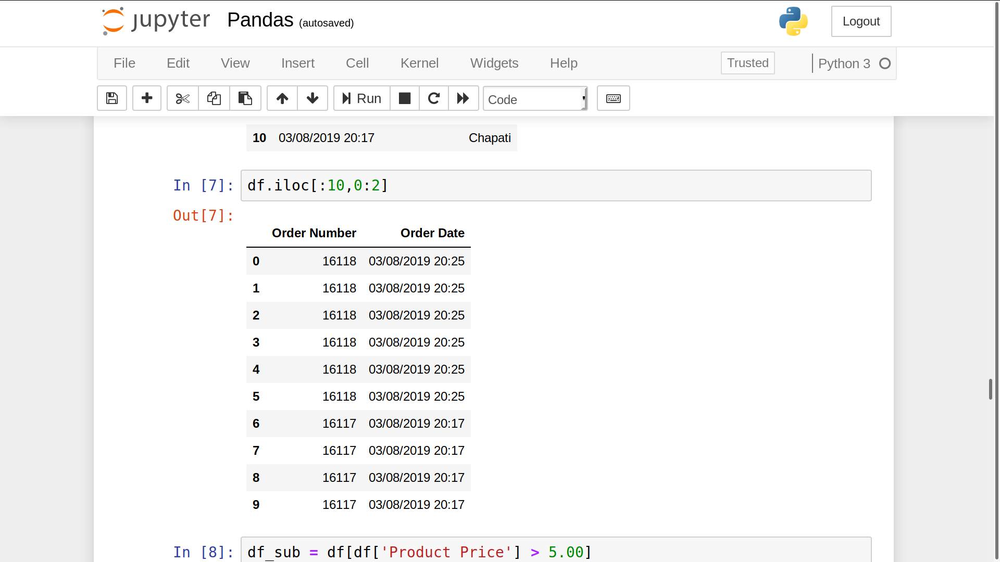 jupyter Pandas (autosaved) Logout
File Edit View Insert Cell Kernel Widgets Help Trusted Python 3
Run Code
10 03/08/2019 20:17 Chapati
In [7]: df.iloc[:10,0:2]
Out[7]:
Order Number Order Date
0 16118 03/08/2019 20:25
1 16118 03/08/2019 20:25
2 16118 03/08/2019 20:25
3 16118 03/08/2019 20:25
4 16118 03/08/2019 20:25
5 16118 03/08/2019 20:25
6 16117 03/08/2019 20:17
7 16117 03/08/2019 20:17
8 16117 03/08/2019 20:17
9 16117 03/08/2019 20:17
In [8]: df_sub = df[df['Product Price'] > 5.00]